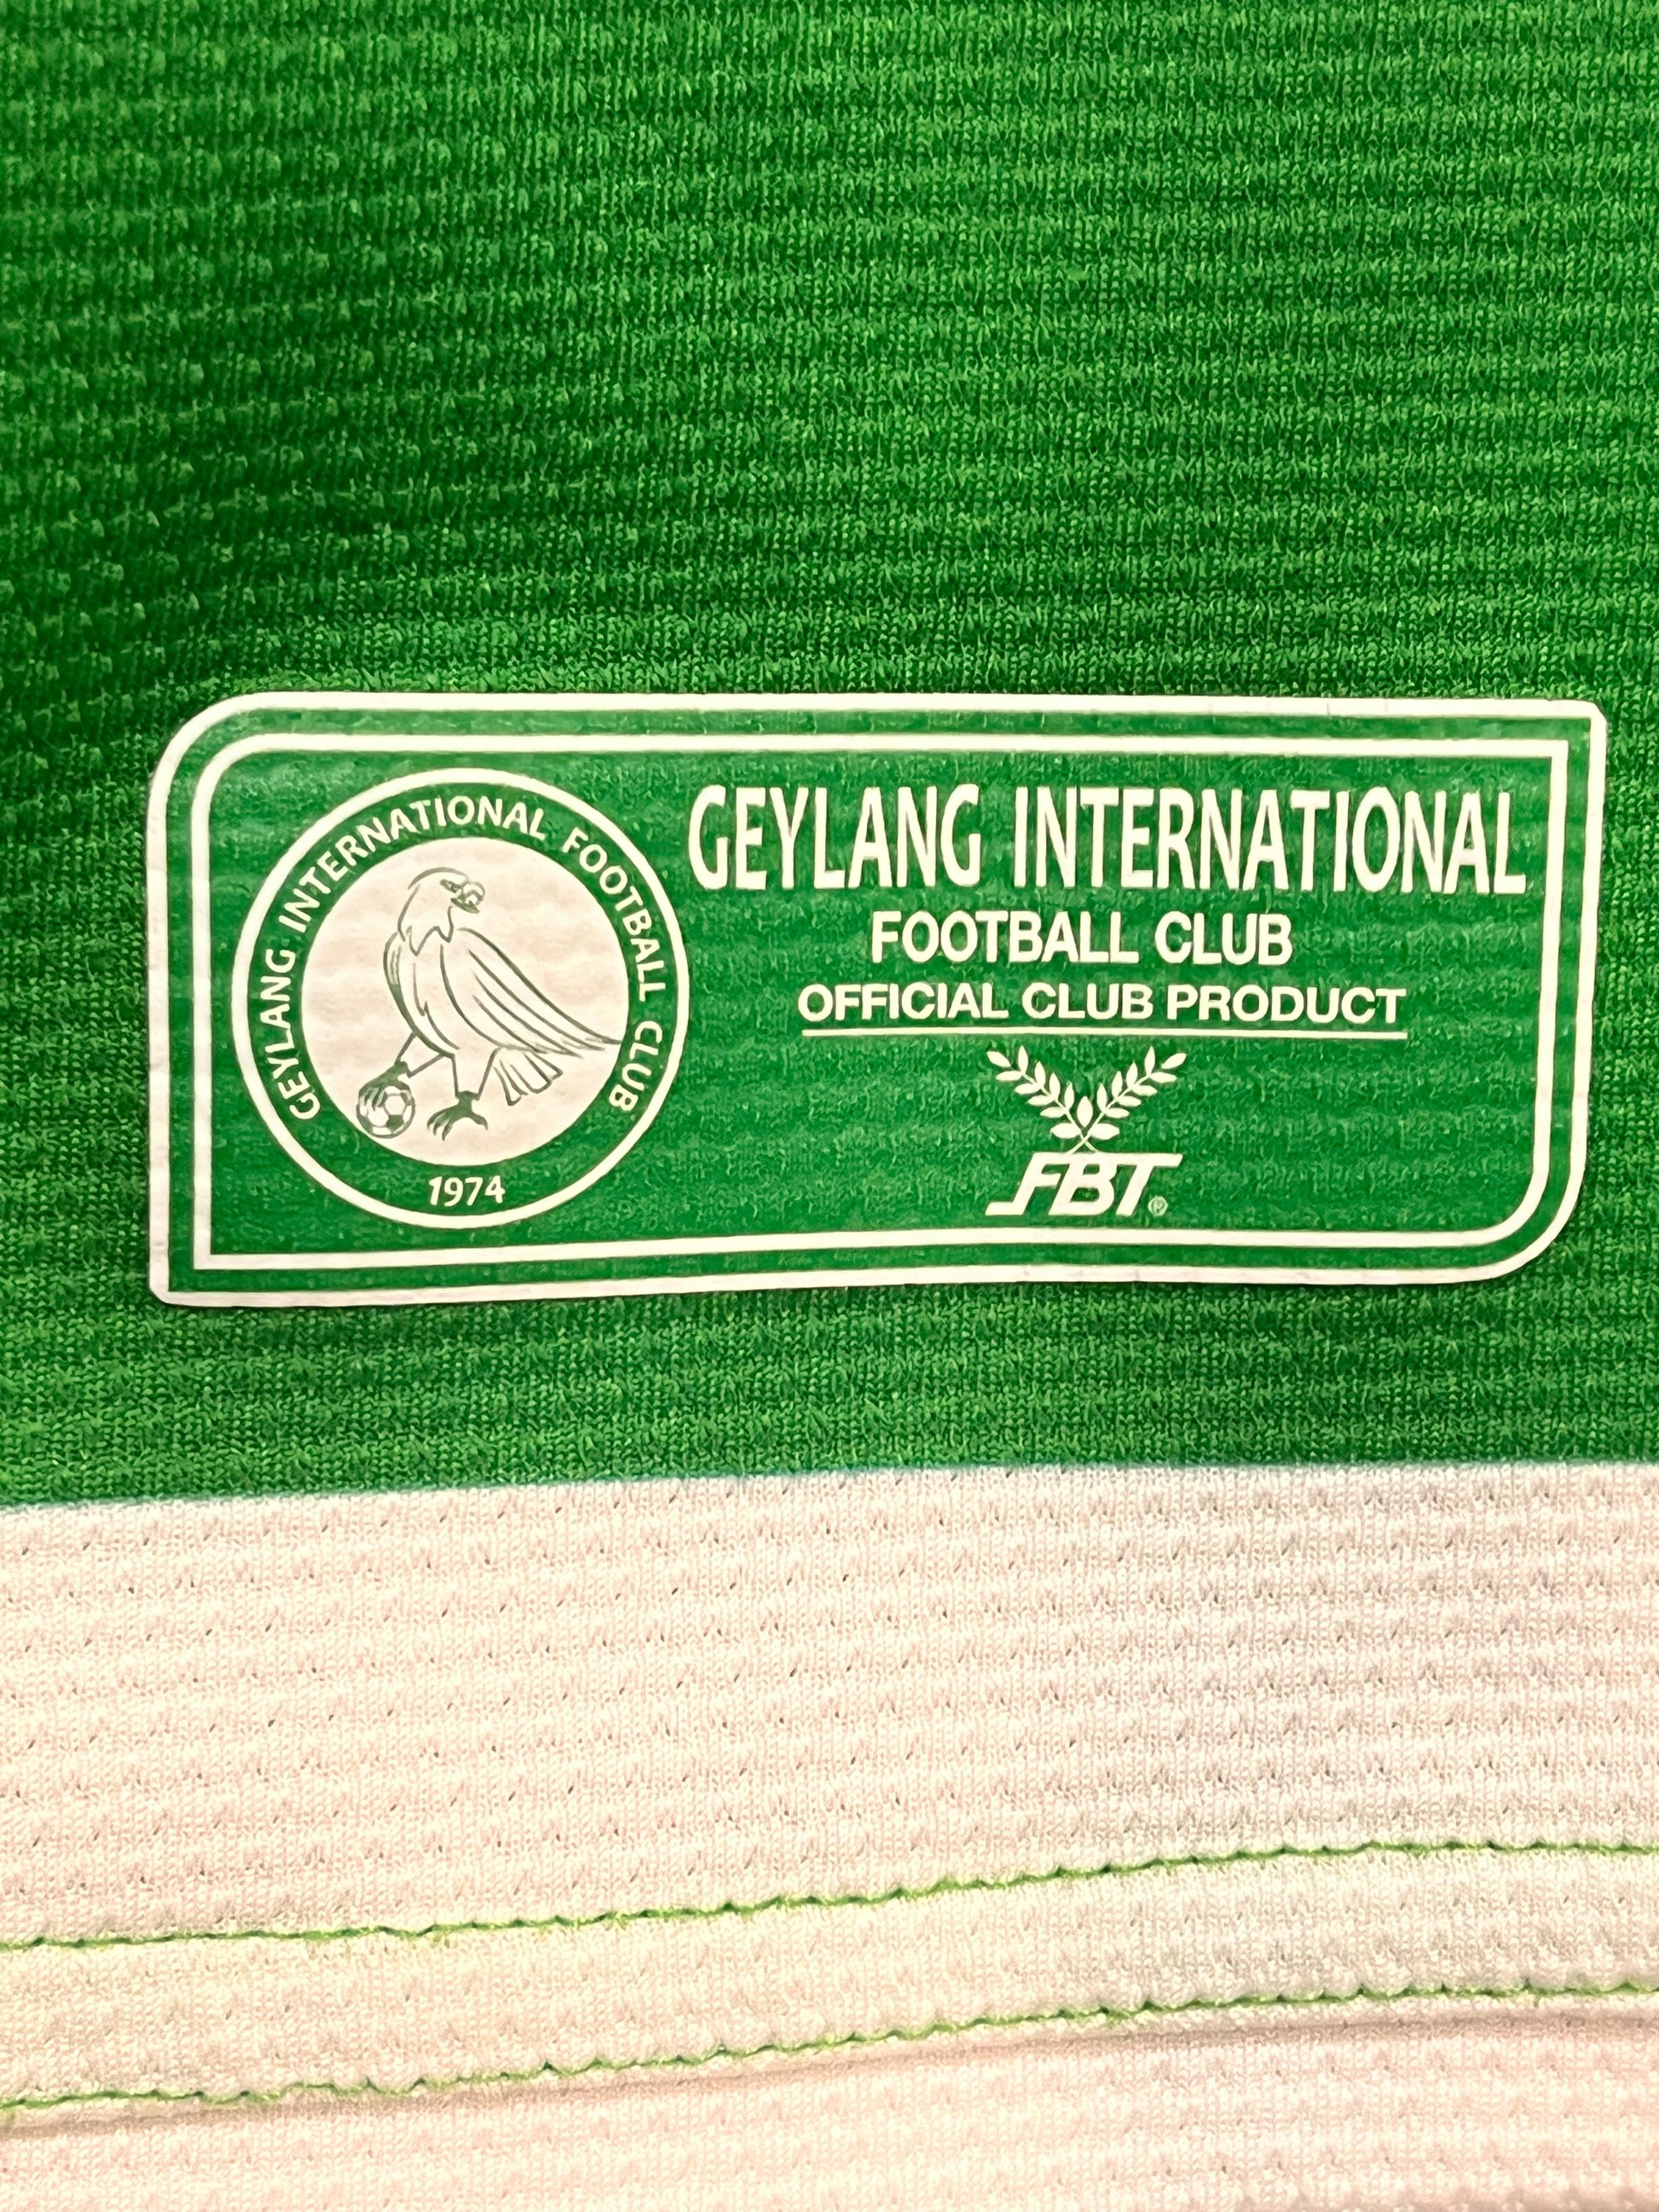 GEYLANG INTERNATIONAL FOOTBALL CLUB
1974
GEYLANG INTERNATIONAL
FOOTBALL CLUB
OFFICIAL CLUB PRODUCT
FBT®